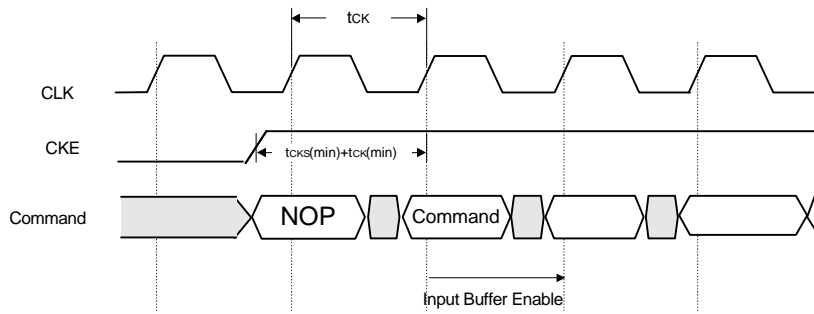 tCK
CLK
CKE
tCKS(min)+tCK(min)
Command
NOP
Command
Input Buffer Enable